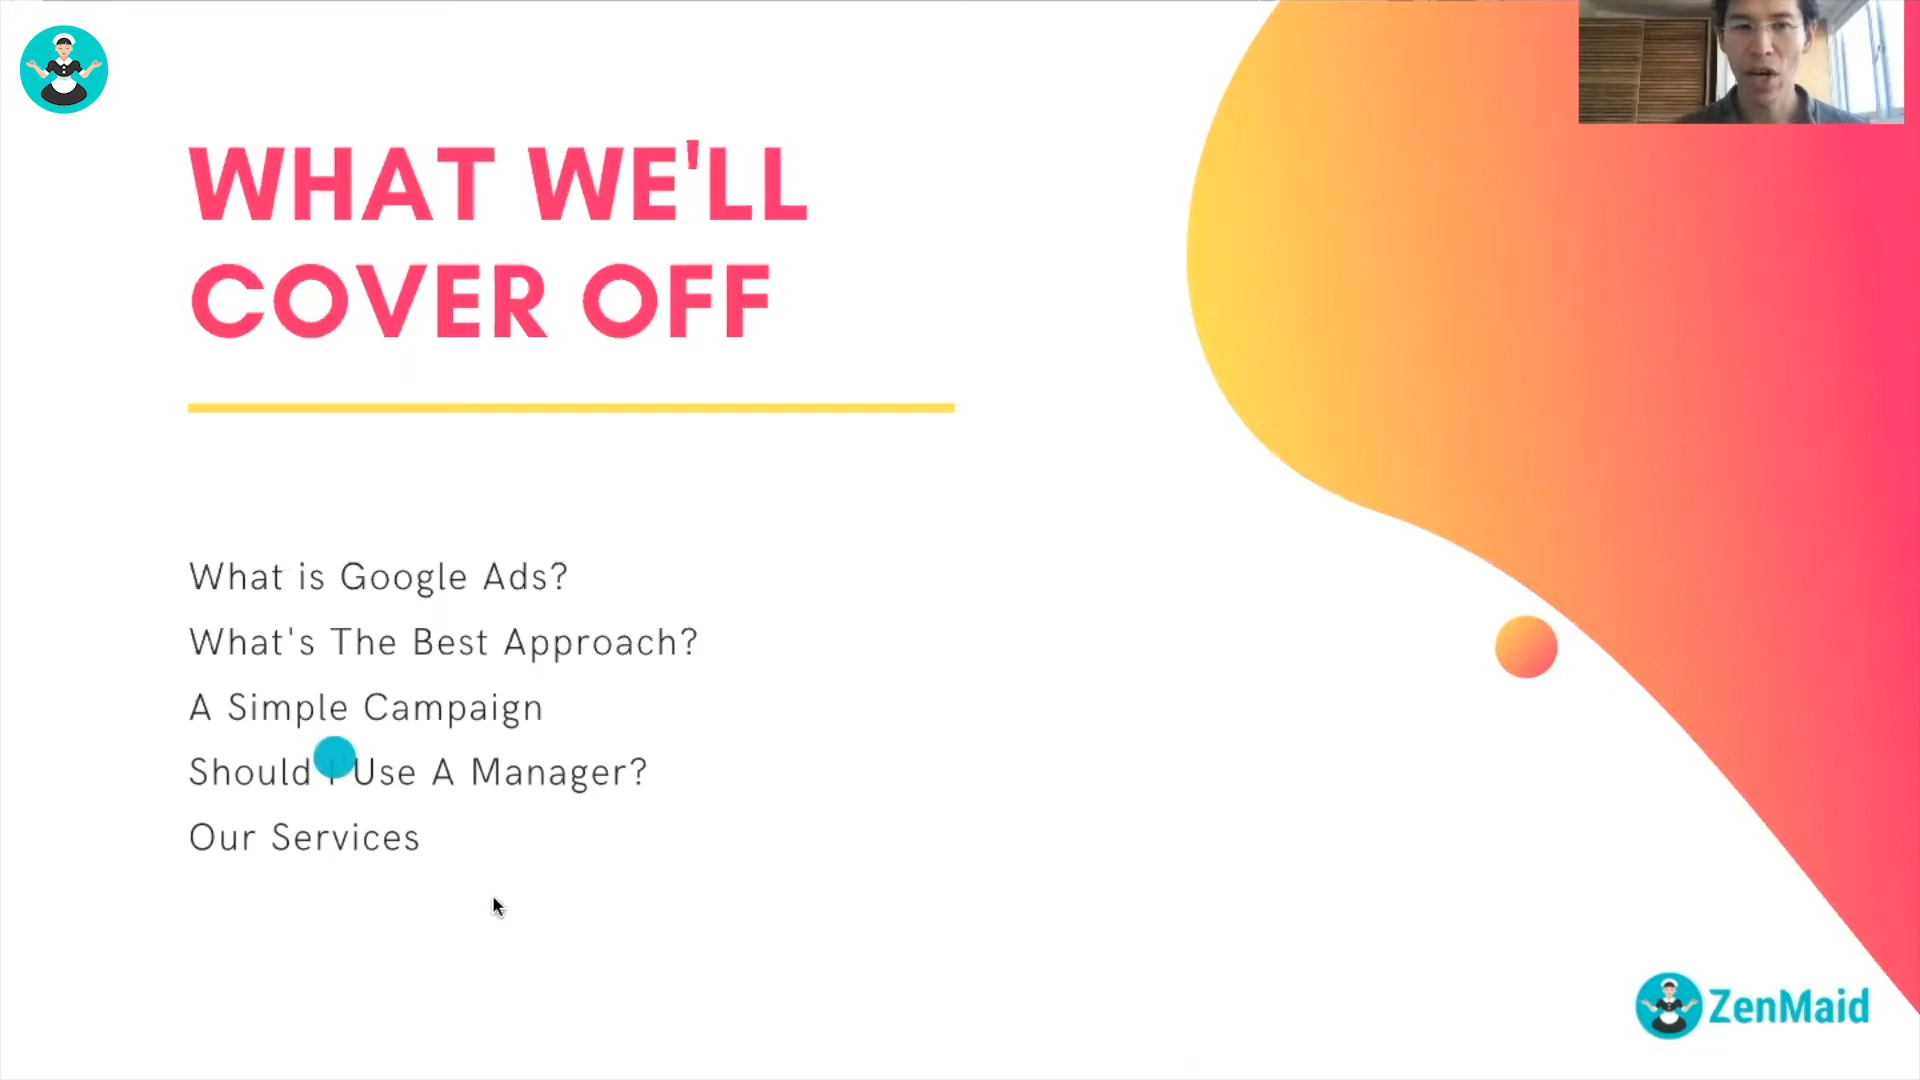 WHAT WE'LL
COVER OFF
What is Google Ads?
What's The Best Approach?
A Simple Campaign
Should I Use A Manager?
Our Services
ZenMaid